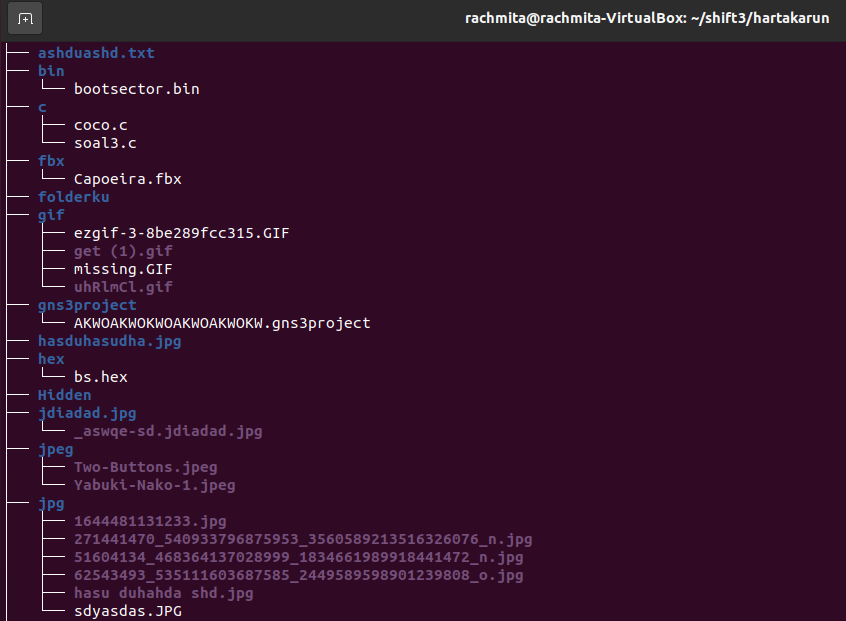 rachmita@rachmita-VirtualBox: ~/shift3/hartakarun
ashduashd.txt
bin
bootsector.bin
c
coco.c
soal3.c
fbx
Capoeira.fbx
folderku
gif
ezgif-3-8be289fcc315.GIF
get (1).gif
missing.GIF
uhRlmCl.gif
gns3project
AKWOAKWOKWOAKWOAKWOKW.gns3project
hasduhasudha.jpg
hex
bs.hex
Hidden
jdiadad.jpg
_aswqe-sd.jdiadad.jpg
jpeg
Two-Buttons.jpeg
Yabuki-Nako-1.jpeg
jpg
1644481131233.jpg
271441470_540933796875953_3560589213516326076_n.jpg
51604134_468364137028999_1834661989918441472_n.jpg
62543493_535111603687585_2449589598901239808_o.jpg
hasu duhahda shd.jpg
sdyasdas.JPG